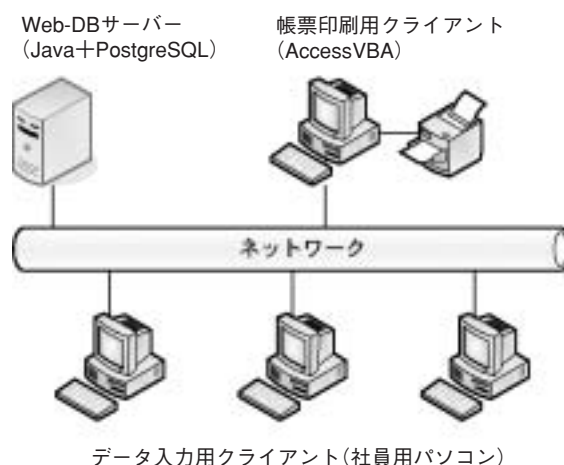 Web-DBサーバー
（Java＋PostgreSQL）
帳票印刷用クライアント
（AccessVBA）
ネットワーク
データ入力用クライアント（社員用パソコン）